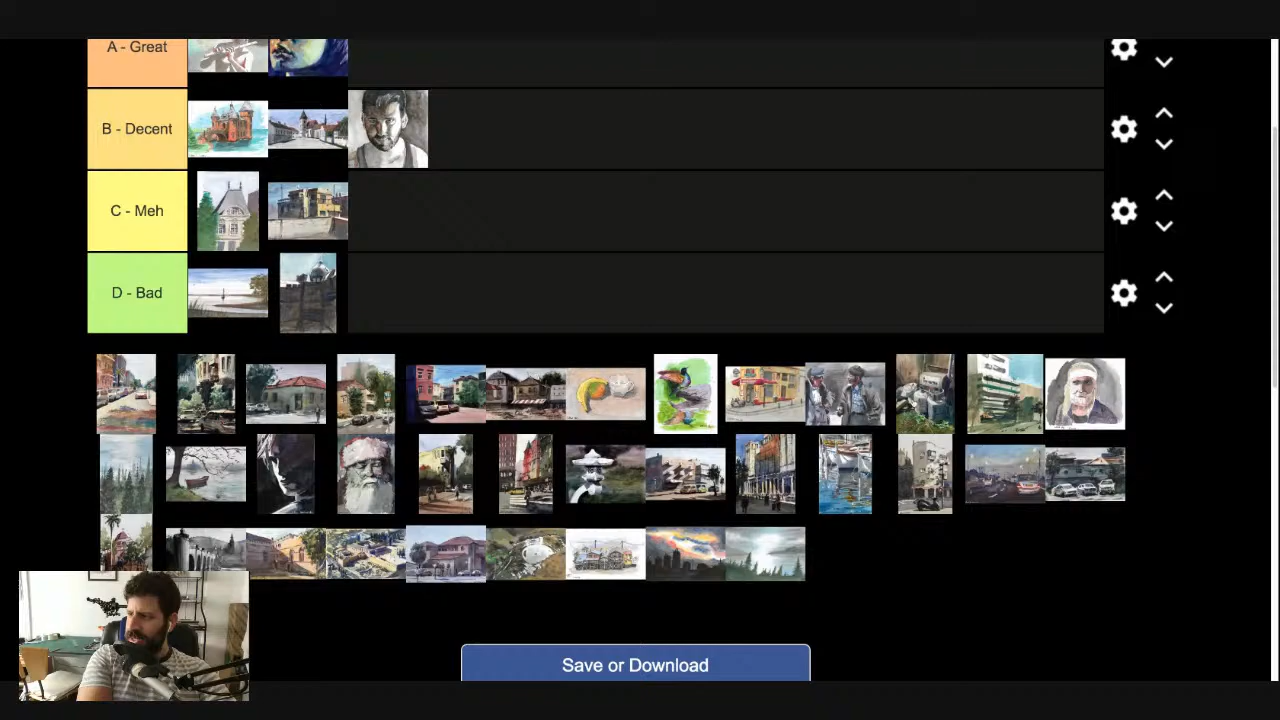 A - Great
B - Decent
C - Meh
D - Bad
Save or Download